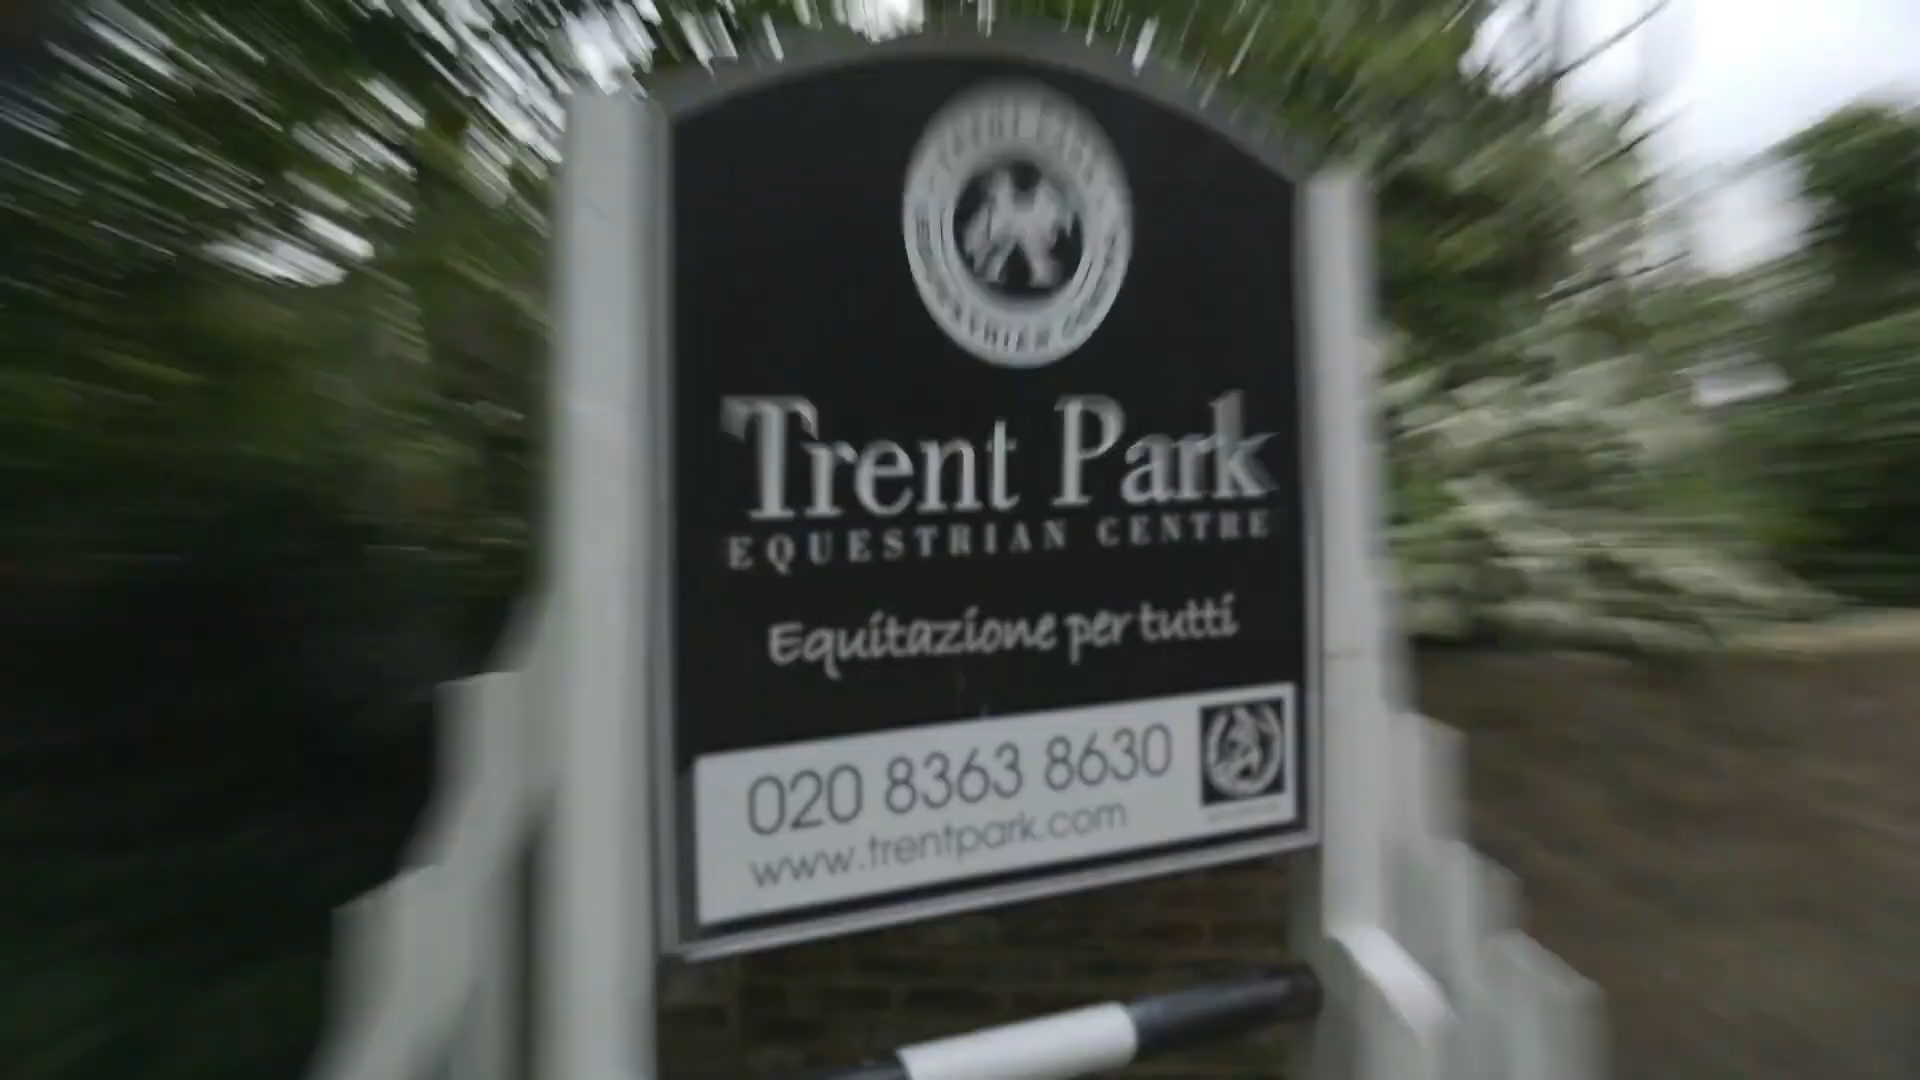 Trent Park
EQUESTRIAN CENTRE
Equitazione per tutti
020 8363 8630
www.trentpark.com